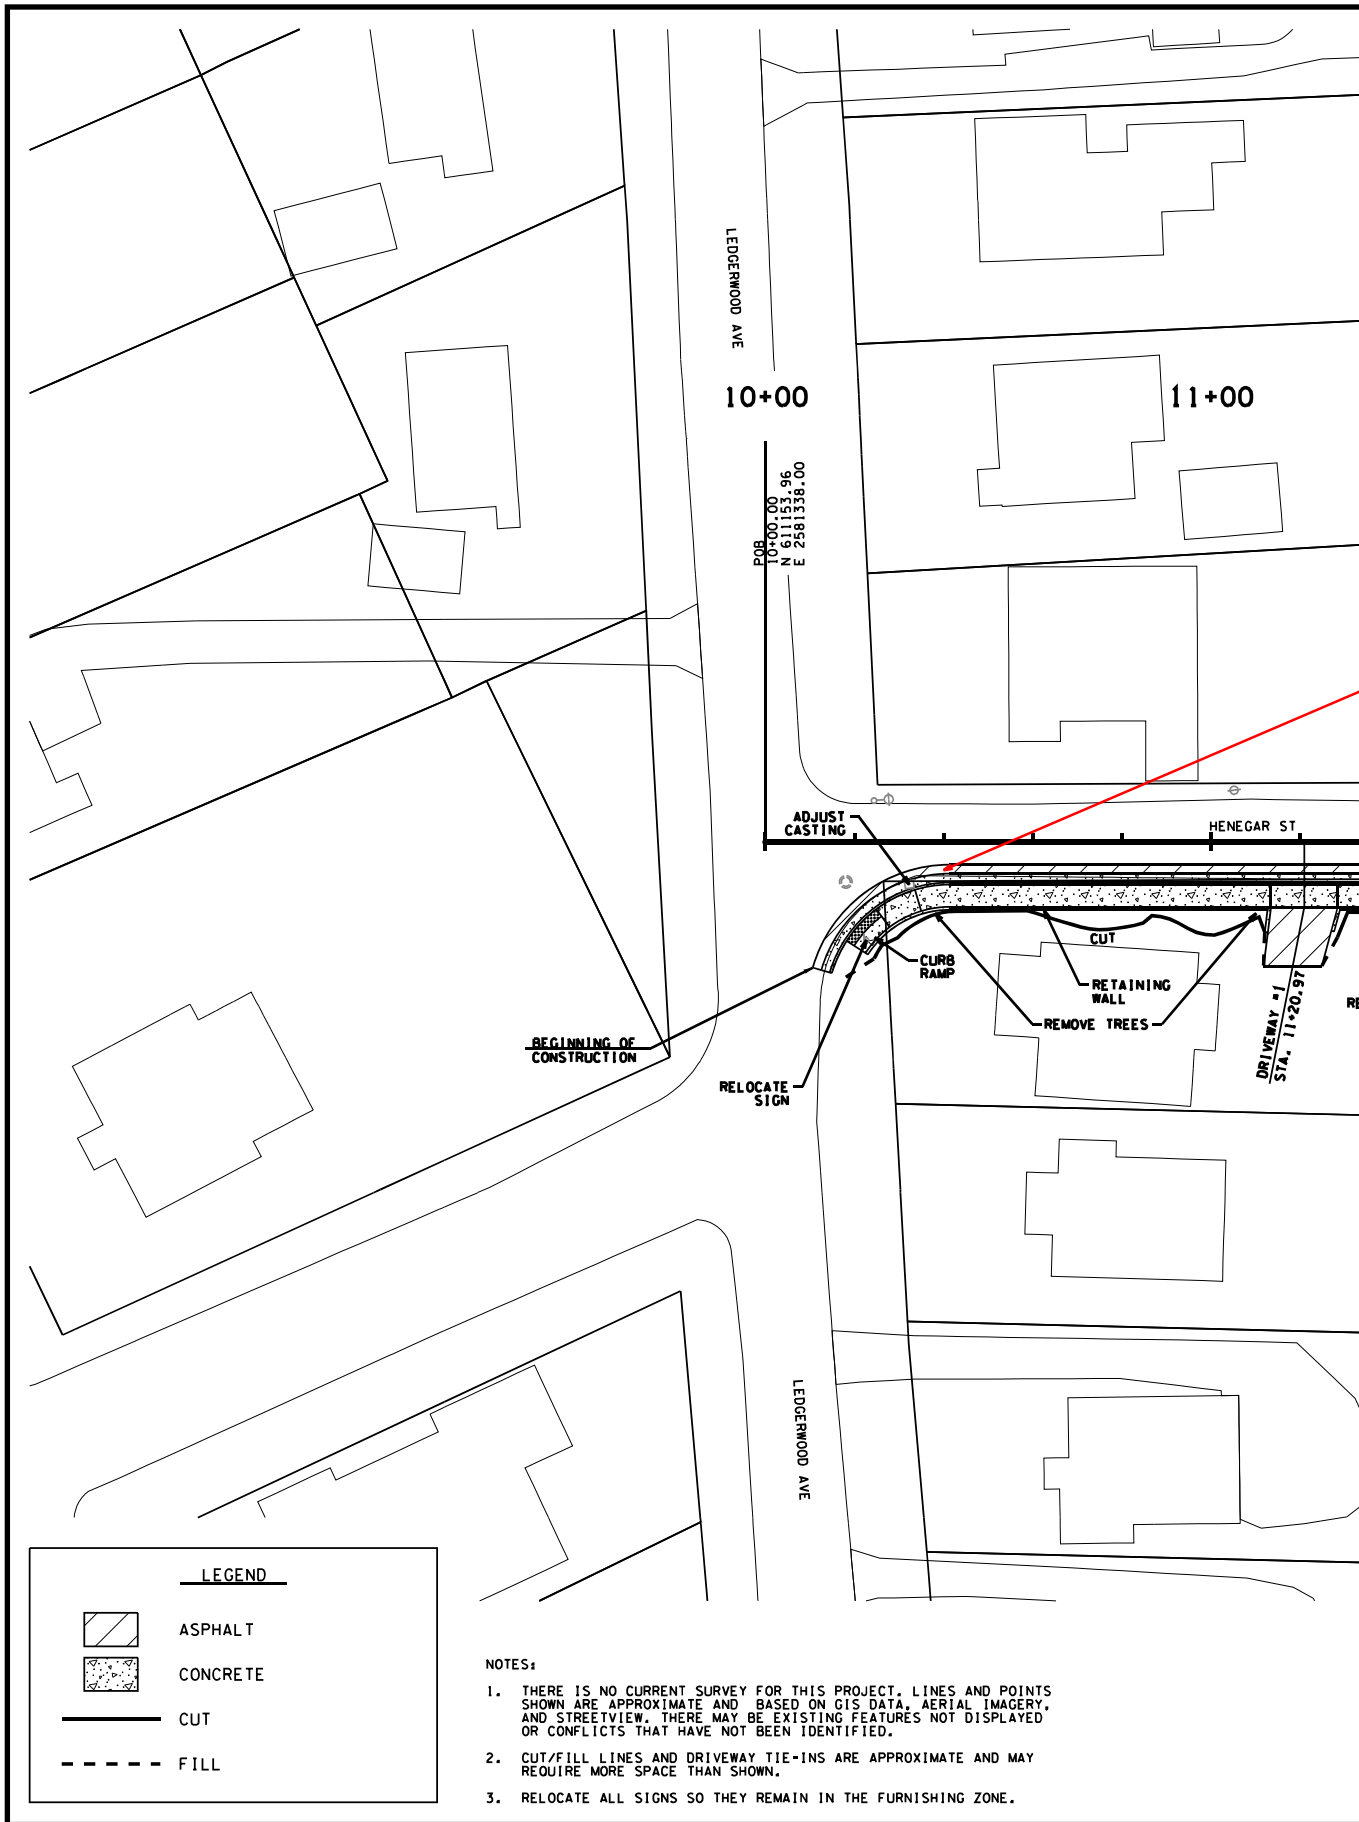 LEDGERWOOD AVE
10+00
11+00
POB
10+00.00
N 611153.96
E 2581338.00
ADJUST
CASTING
HENEGAR ST
CUT
CURB
RAMP
RETAINING
WALL
REMOVE TREES
DRIVEWAY #1
STA. 11+20.97
RE
BEGINNING OF
CONSTRUCTION
RELOCATE
SIGN
LEDGERWOOD AVE
LEGEND
ASPHALT
CONCRETE
CUT
FILL
NOTES:
1. THERE IS NO CURRENT SURVEY FOR THIS PROJECT. LINES AND POINTS
SHOWN ARE APPROXIMATE AND BASED ON GIS DATA, AERIAL IMAGERY,
AND STREETVIEW. THERE MAY BE EXISTING FEATURES NOT DISPLAYED
OR CONFLICTS THAT HAVE NOT BEEN IDENTIFIED.
2. CUT/FILL LINES AND DRIVEWAY TIE-INS ARE APPROXIMATE AND MAY
REQUIRE MORE SPACE THAN SHOWN.
3. RELOCATE ALL SIGNS SO THEY REMAIN IN THE FURNISHING ZONE.